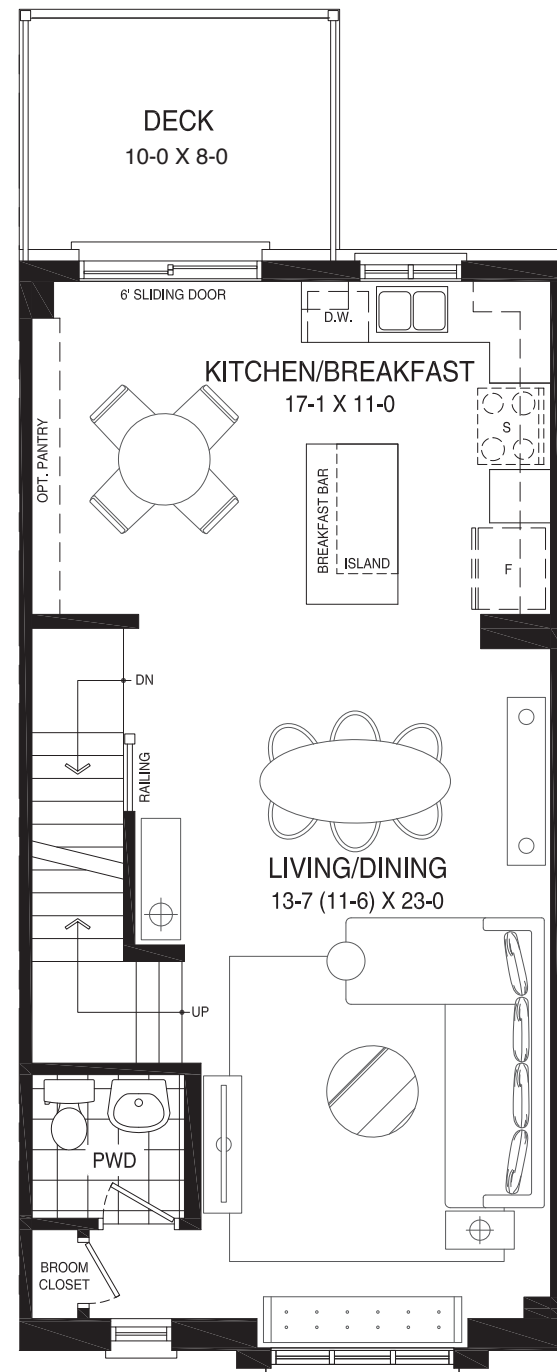 DECK
10-0 X 8-0
6' SLIDING DOOR
D.W.
KITCHEN/BREAKFAST
17-1 X 11-0
S
OPT. PANTRY
BREAKFAST BAR
ISLAND
F
DN
RAILING
LIVING/DINING
13-7 (11-6) X 23-0
UP
PWD
BROOM
CLOSET